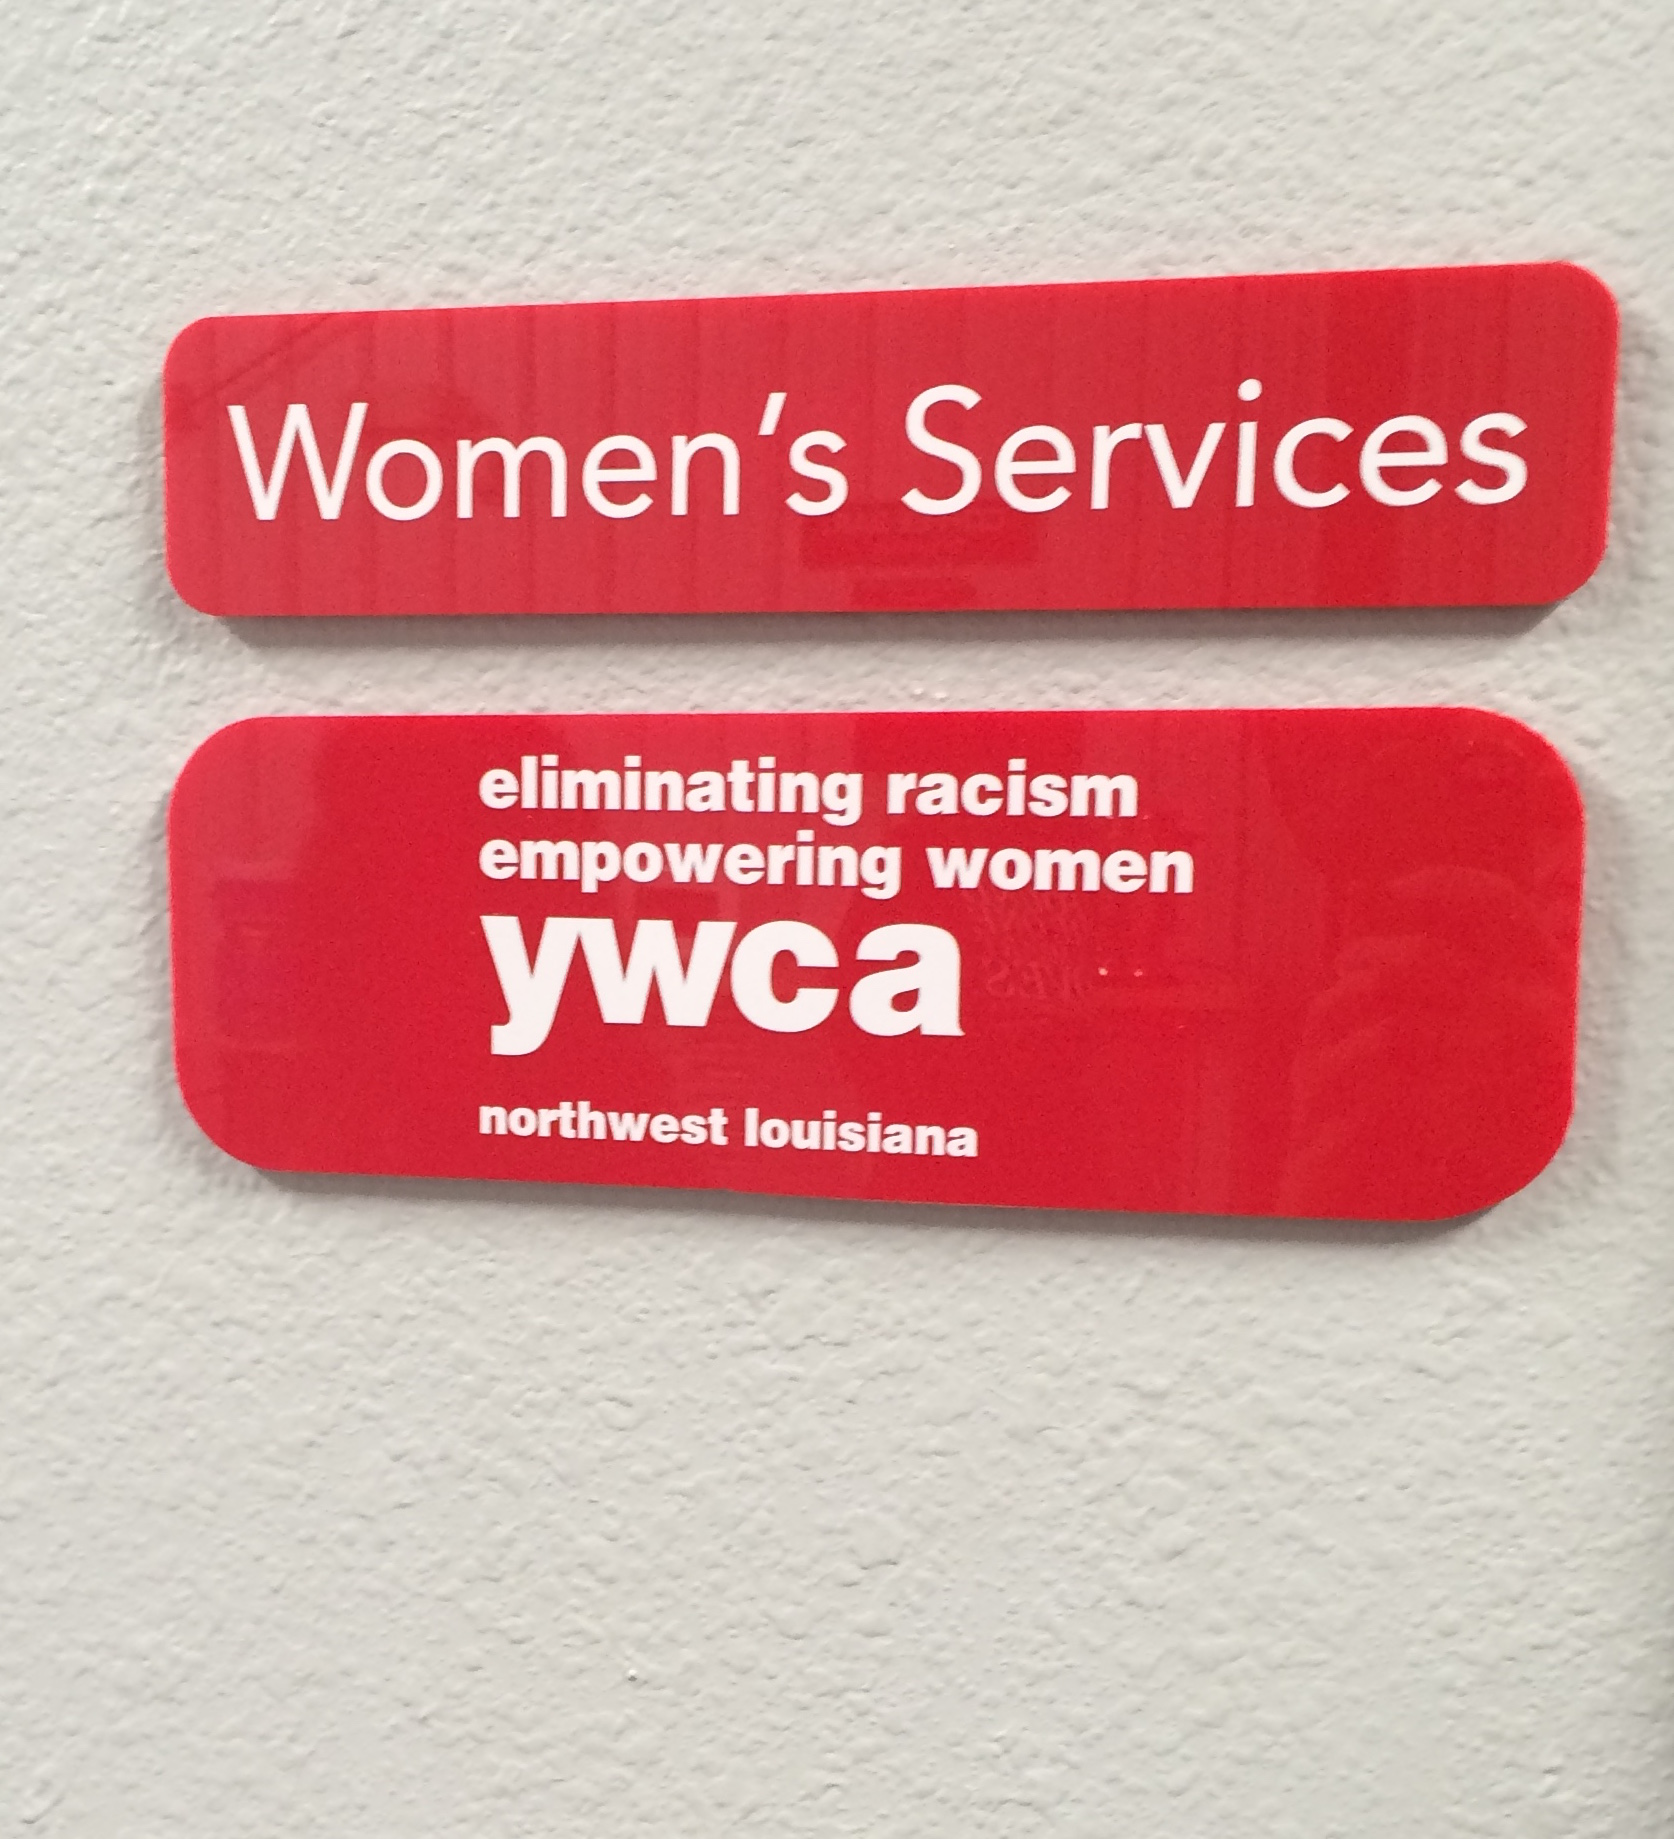 Women's Services
eliminating racism
empowering women
ywca
northwest louisiana